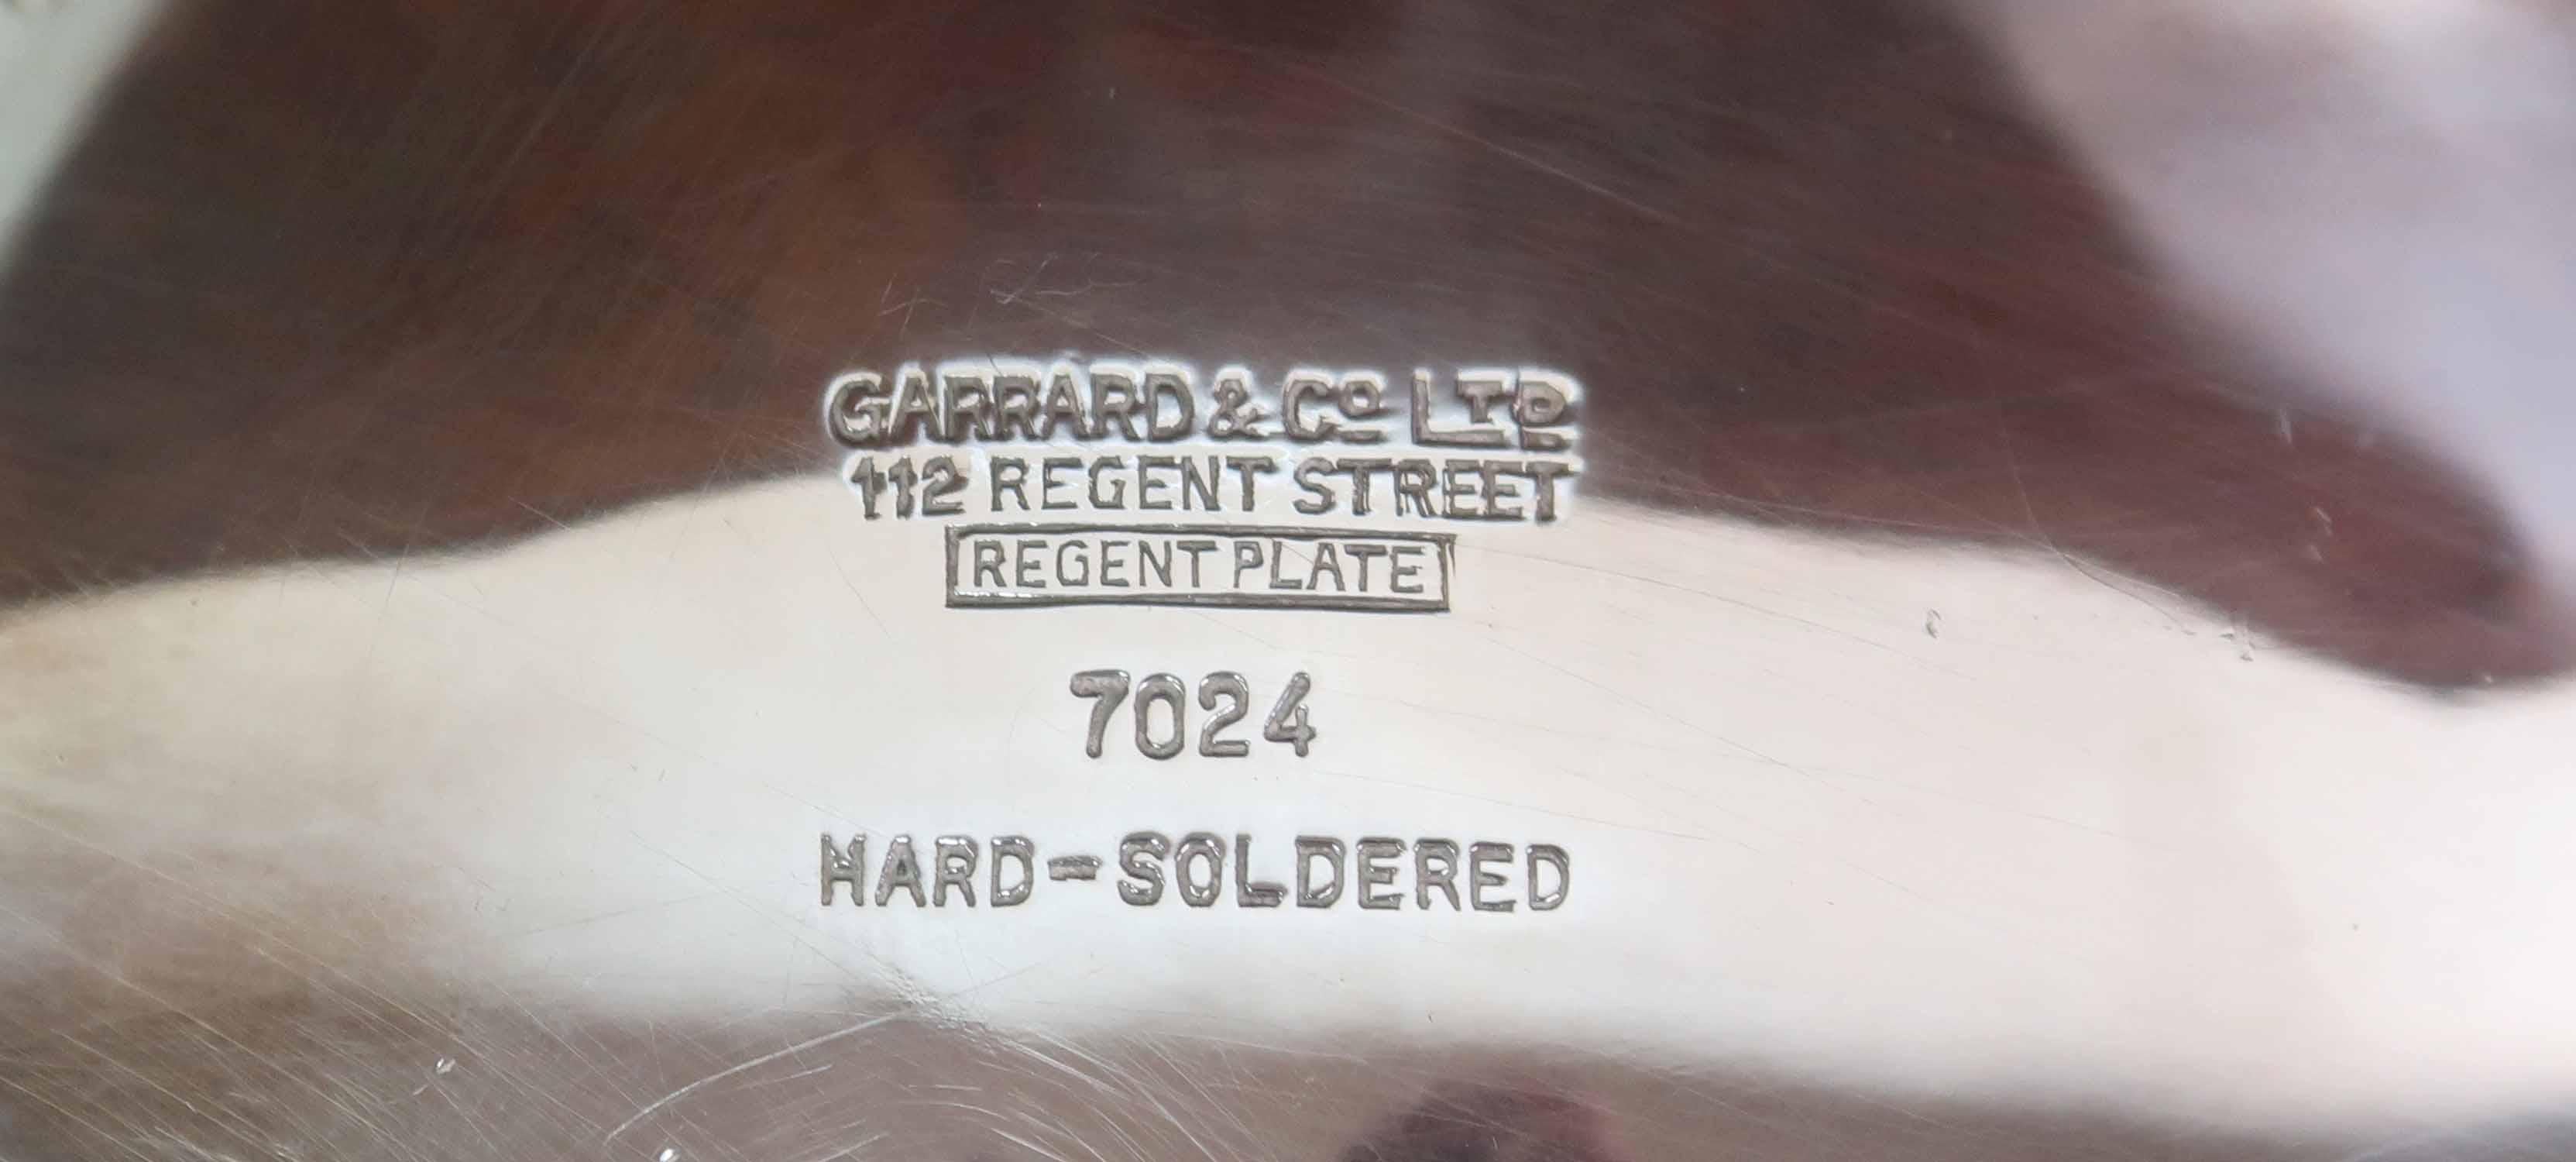 GARRARD & Cº LTD
112 REGENT STREET
REGENT PLATE
7024
HARD-SOLDERED